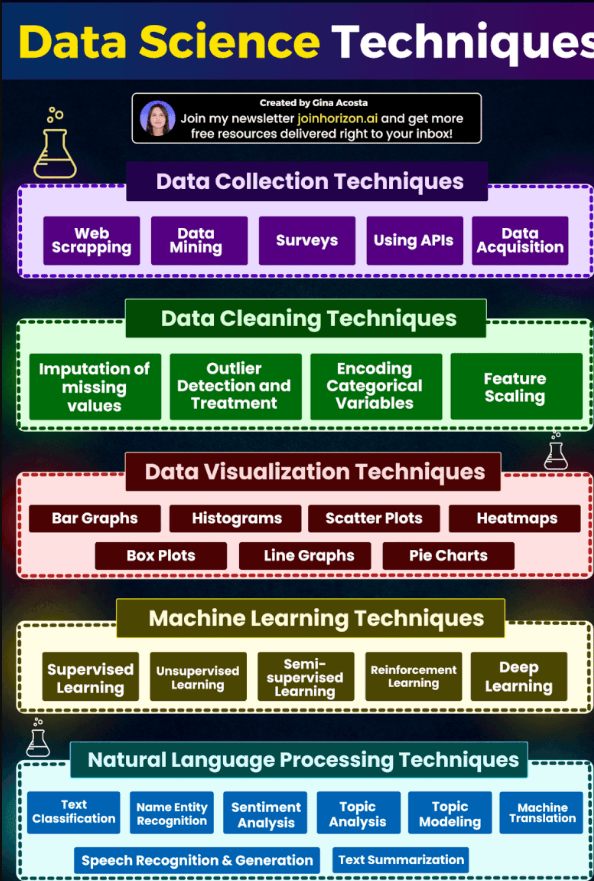 Data Science Techniques
Created by Gina Acosta
Join my newsletter joinhorizon.ai and get more
free resources delivered right to your inbox!
Data Collection Techniques
Web
Scrapping
Data
Mining
Surveys
Using APIs
Data
Acquisition
Data Cleaning Techniques
Imputation of
missing
values
Outlier
Detection and
Treatment
Encoding
Categorical
Variables
Feature
Scaling
Data Visualization Techniques
Bar Graphs
Histograms
Scatter Plots
Heatmaps
Box Plots
Line Graphs
Pie Charts
Machine Learning Techniques
Supervised
Learning
Unsupervised
Learning
Semi-
supervised
Learning
Reinforcement
Learning
Deep
Learning
Natural Language Processing Techniques
Text
Classification
Name Entity
Recognition
Sentiment
Analysis
Topic
Analysis
Topic
Modeling
Machine
Translation
Speech Recognition & Generation
Text Summarization